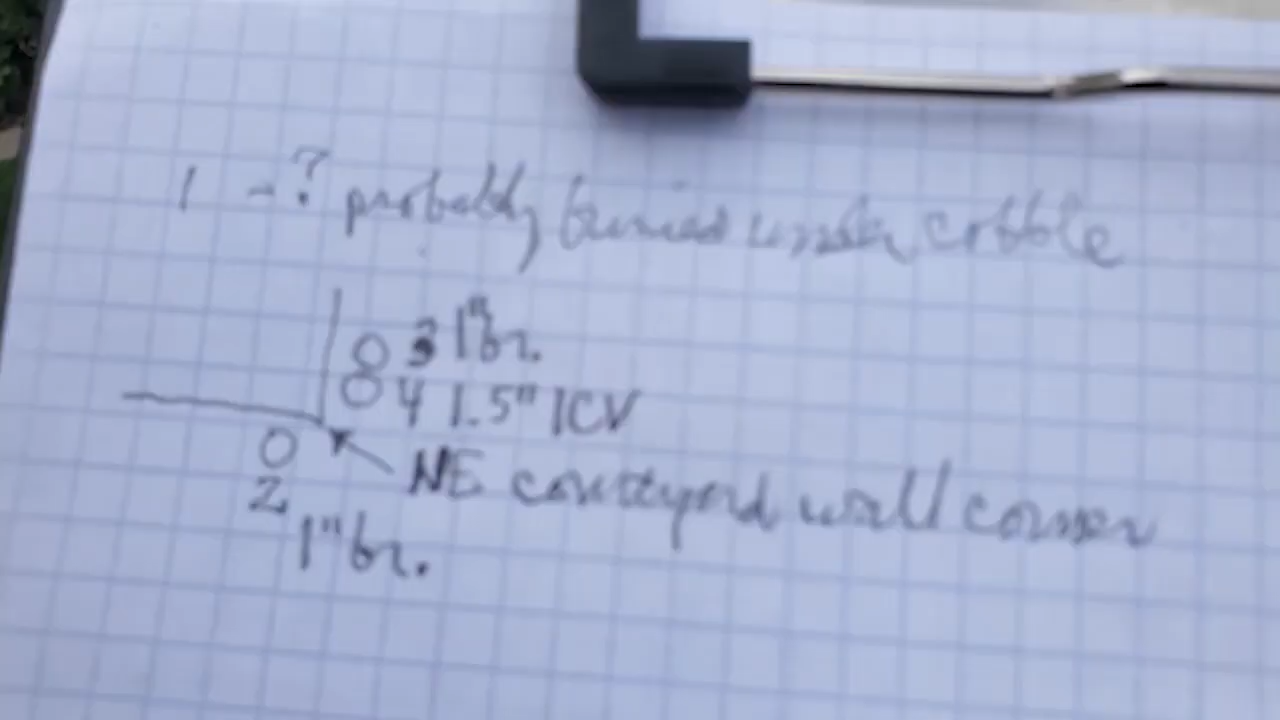 1 - ? probably buried under cobble
3 1" br.
4 1.5" ICV
NE courtyard wall corner
2
1" br.